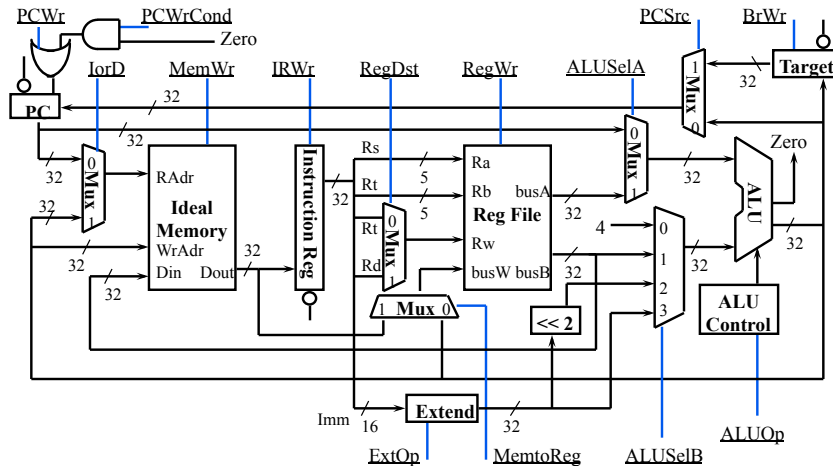 PCWr PCWrCond PCSrc BrWr
Zero
IorD MemWr IRWr RegDst RegWr ALUSelA
1 Mux 0
32 Target
PC 32 32
32
32 0 Mux 1
RAdr
Ideal Memory
WrAdr
Din Dout
32
32
32
32
Instruction Reg
32
Rs
Rt
Rt
Rd
5
5
0 Mux 1
Ra
Rb busA
Reg File
Rw
busW busB
32
32
0 Mux 1
32
Zero
ALU
32
4
0
1
2
3
32
1 Mux 0
<< 2
ALU Control
Imm 16 Extend 32
ExtOp MemtoReg ALUSelB ALUOp